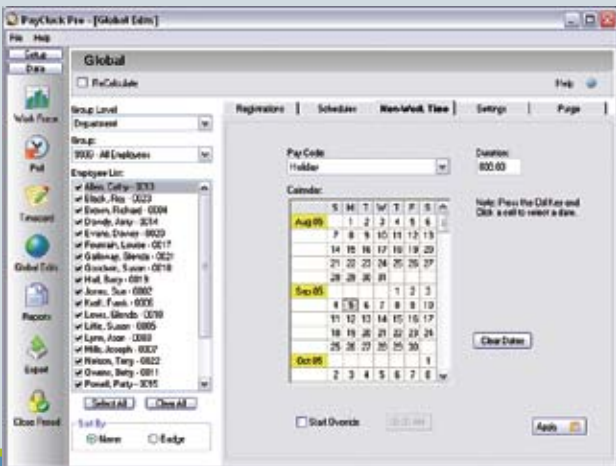 PayClock Pro - [Global Edits]
File Help
Setup
Data
Global
ReCalculate
Help
Work Force
Poll
Timecard
Global Edits
Reports
Export
Close Period
Group Level
Department
Group:
9999 - All Employees
Employee List:
Allen, Cathy - 0013
Black, Roy - 0023
Brown, Richard - 0004
Dandy, Amy - 0014
Evans, Davey - 0020
Fountain, Louise - 0017
Galloway, Glenda - 0021
Goodwin, Susan - 0018
Hall, Barry - 0019
Jones, Sue - 0002
Knott, Frank - 0006
Lewis, Glenda - 0010
Little, Susan - 0005
Lynn, Joan - 0003
Mills, Joseph - 0007
Nelson, Terry - 0022
Owens, Betty - 0011
Powell, Patty - 0015
Select All Clear All
Sort By
Name Badge
Registrations Schedules Non-Work Time Settings Purge
Pay Code:
Holiday
Duration:
800.00
Calendar:
Note: Press the Ctrl Key and
Click a cell to select a date.
S M T W T F S
Aug 05 1 2 3 4 5 6
7 8 9 10 11 12 13
14 15 16 17 18 19 20
21 22 23 24 25 26 27
28 29 30 31
Sep 05 1 2 3
4 5 6 7 8 9 10
11 12 13 14 15 16 17
18 19 20 21 22 23 24
25 26 27 28 29 30
Oct 05 1
2 3 4 5 6 7 8
Clear Dates
Start Override
Apply